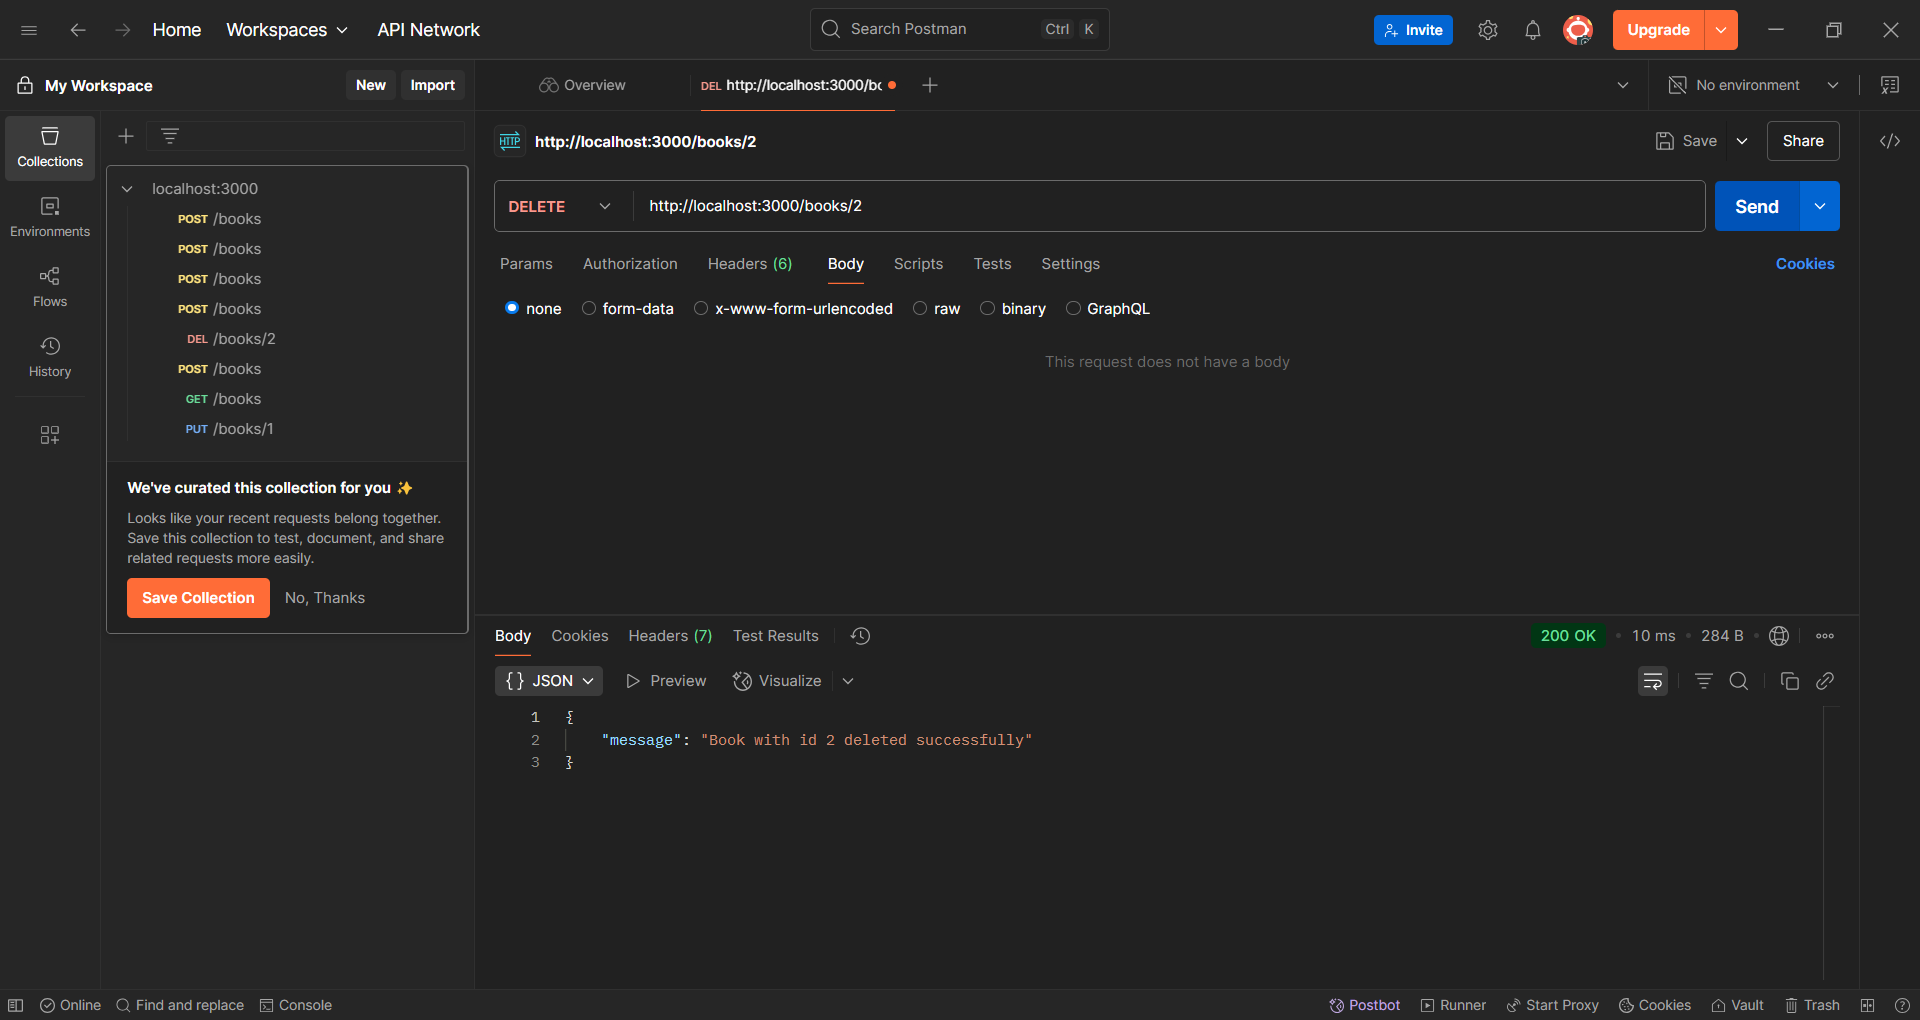 Home Workspaces API Network Search Postman Ctrl K Invite Upgrade
My Workspace New Import Overview DEL http://localhost:3000/bo No environment
HTTP http://localhost:3000/books/2 Save Share
Collections
Environments
Flows
History
localhost:3000
POST /books
POST /books
POST /books
POST /books
DEL /books/2
POST /books
GET /books
PUT /books/1
We've curated this collection for you ✨
Looks like your recent requests belong together.
Save this collection to test, document, and share
related requests more easily.
Save Collection No, Thanks
DELETE http://localhost:3000/books/2 Send
Params Authorization Headers (6) Body Scripts Tests Settings Cookies
none form-data x-www-form-urlencoded raw binary GraphQL
This request does not have a body
Body Cookies Headers (7) Test Results 200 OK • 10 ms • 284 B •
{} JSON Preview Visualize
1 {
2 "message": "Book with id 2 deleted successfully"
3 }
Online Find and replace Console Postbot Runner Start Proxy Cookies Vault Trash